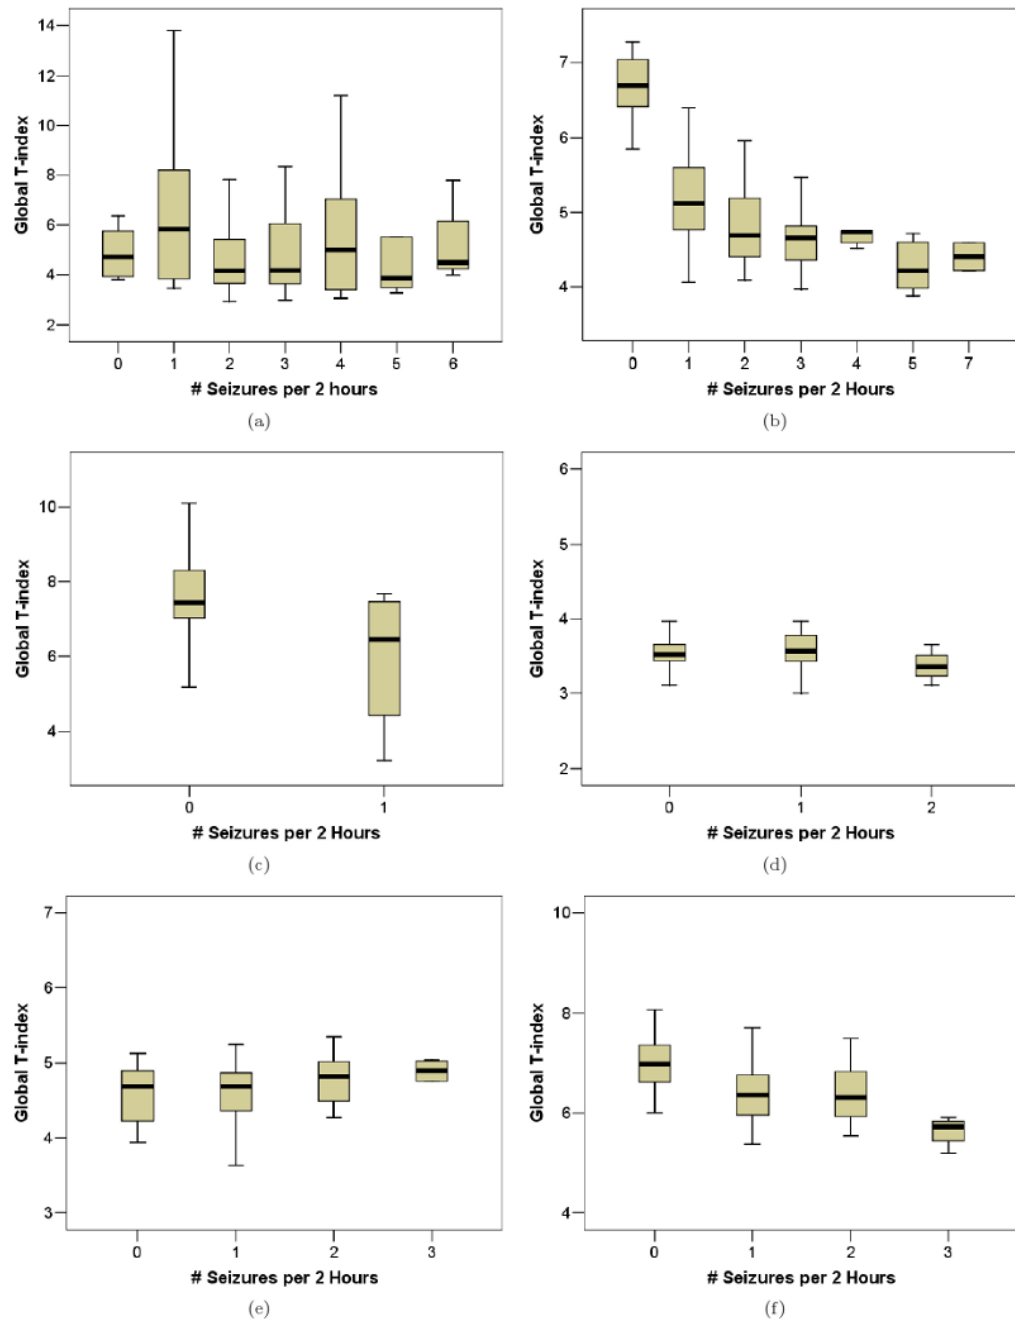 14
12
10
8
6
4
2
Global T-index
0 1 2 3 4 5 6
# Seizures per 2 hours
(a)
7
6
5
4
Global T-index
0 1 2 3 4 5 7
# Seizures per 2 Hours
(b)
10
8
6
4
Global T-index
0 1
# Seizures per 2 Hours
(c)
6
5
4
3
2
Global T-index
0 1 2
# Seizures per 2 Hours
(d)
7
6
5
4
3
Global T-index
0 1 2 3
# Seizures per 2 Hours
(e)
10
8
6
4
Global T-index
0 1 2 3
# Seizures per 2 Hours
(f)